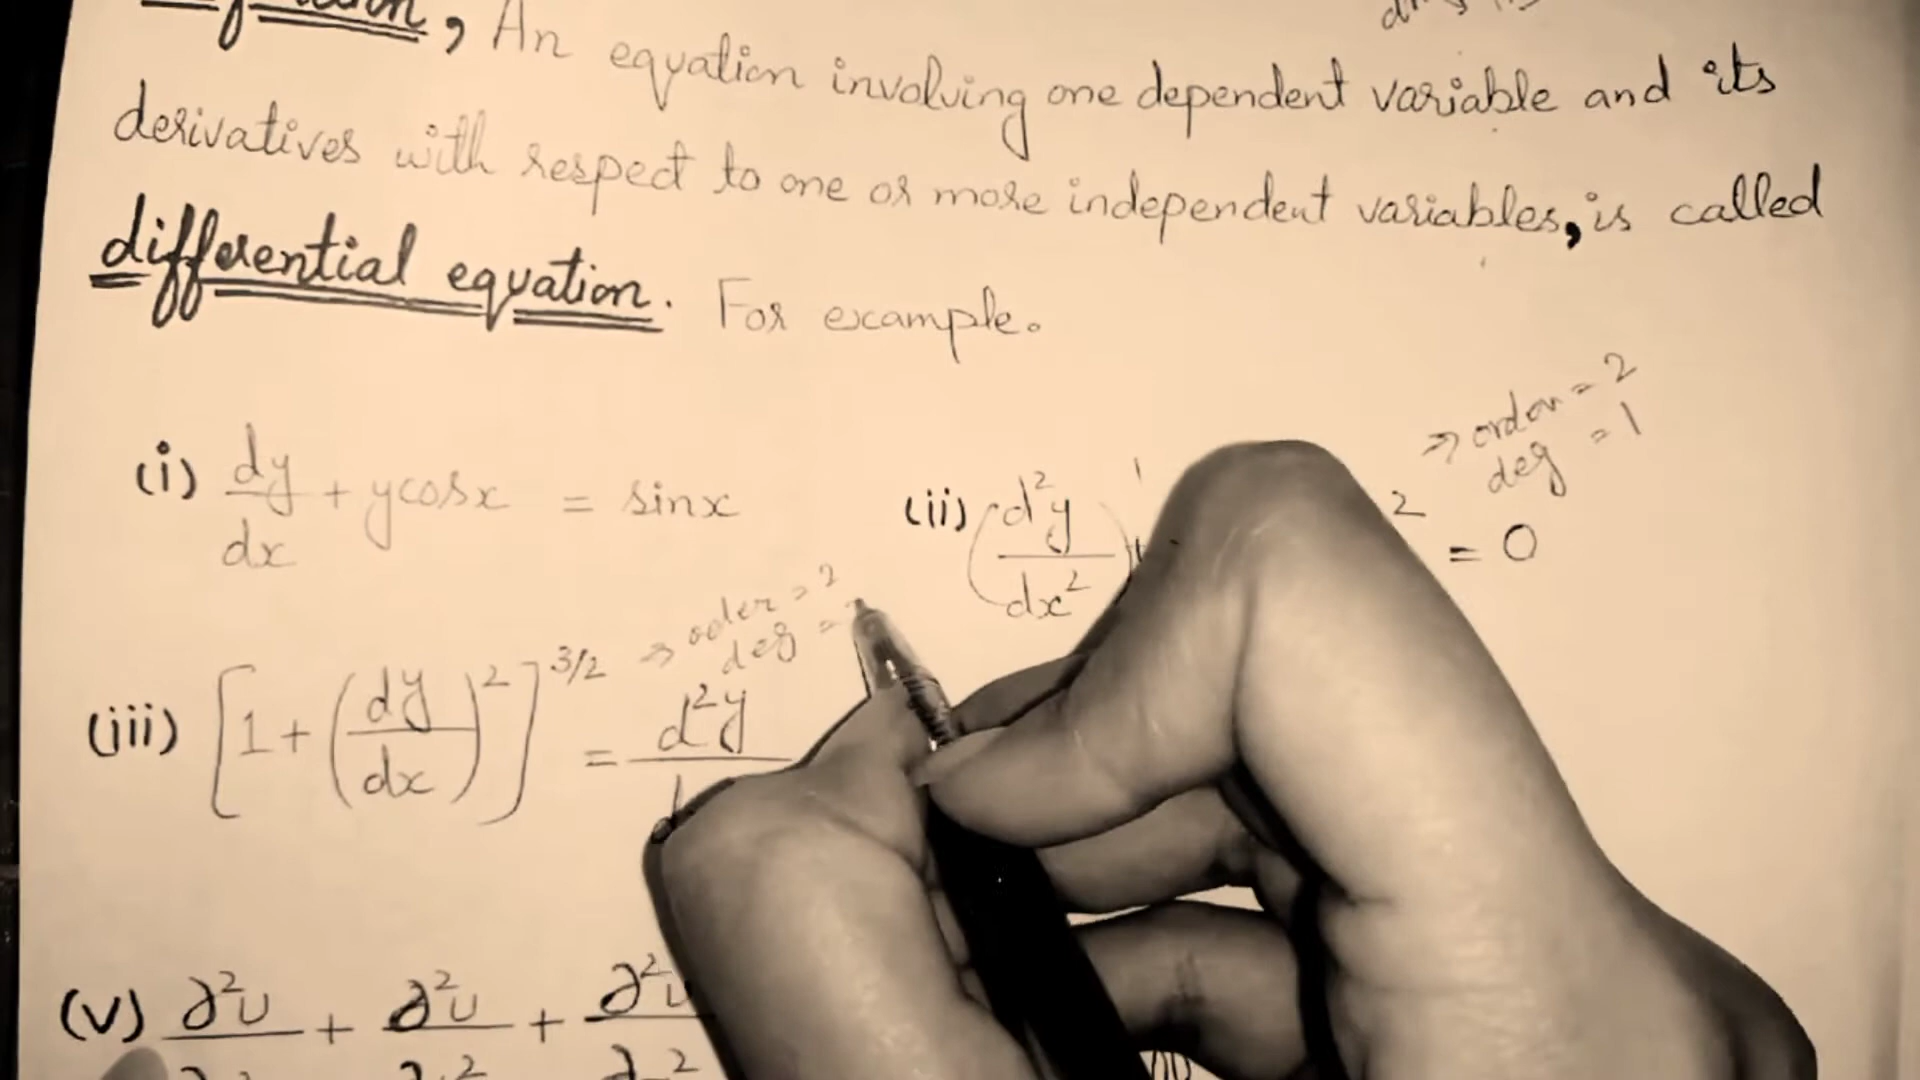 , An equation involving one dependent variable and its
derivatives with respect to one or more independent variables, is called
differential equation. For example.
⇒ order = 2
deg = 1
(i) dy/dx + ycosx = sinx
(ii) (d²y/dx²) 2 = 0
⇒ oder = 2
deg =
(iii) [1+(dy/dx)²]^3/2 = d²y
(v) ∂²U + ∂²U + ∂²U